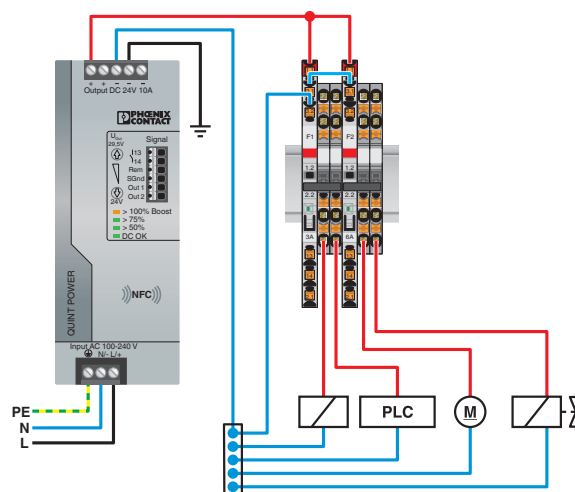 + + − − −
Output DC 24V 10A
PHŒNIX
CONTACT
UOut
29,5V
24V
Signal
13
14
Rem
SGnd
Out 1
Out 2
> 100% Boost
> 75%
> 50%
DC OK
QUINT POWER
NFC
Input AC 100-240 V
N/- L/+
PE
N
L
F1
1.2
2.2
3A
F2
1.2
2.2
6A
PLC
M